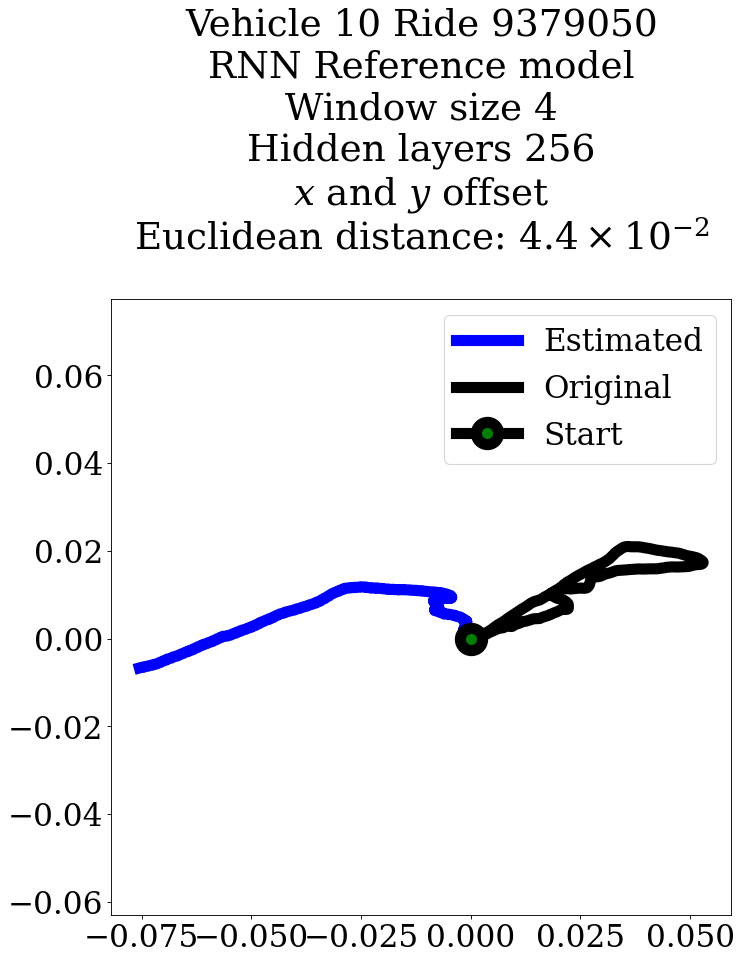 Vehicle 10 Ride 9379050
RNN Reference model
Window size 4
Hidden layers 256
x and y offset
Euclidean distance: 4.4 × 10⁻²
Estimated
Original
Start
0.06
0.04
0.02
0.00
−0.02
−0.04
−0.06
−0.075 −0.050 −0.025 0.000 0.025 0.050